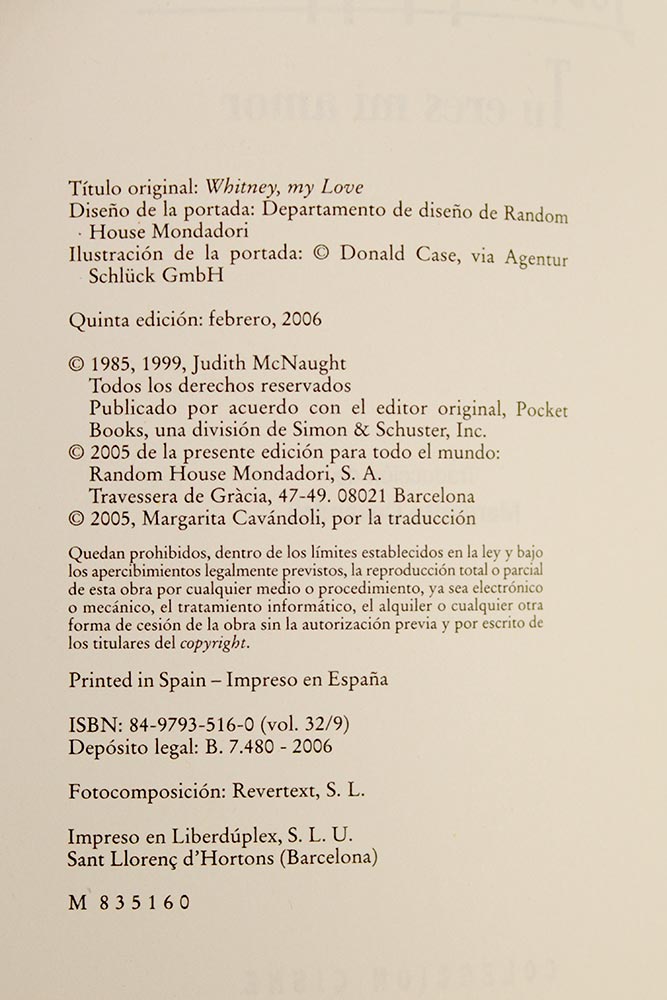 Título original: Whitney, my Love
Diseño de la portada: Departamento de diseño de Random
House Mondadori
Ilustración de la portada: © Donald Case, via Agentur
Schlück GmbH
Quinta edición: febrero, 2006
© 1985, 1999, Judith McNaught
Todos los derechos reservados
Publicado por acuerdo con el editor original, Pocket
Books, una división de Simon & Schuster, Inc.
© 2005 de la presente edición para todo el mundo:
Random House Mondadori, S. A.
Travessera de Gràcia, 47-49. 08021 Barcelona
© 2005, Margarita Cavándoli, por la traducción
Quedan prohibidos, dentro de los límites establecidos en la ley y bajo
los apercibimientos legalmente previstos, la reproducción total o parcial
de esta obra por cualquier medio o procedimiento, ya sea electrónico
o mecánico, el tratamiento informático, el alquiler o cualquier otra
forma de cesión de la obra sin la autorización previa y por escrito de
los titulares del copyright.
Printed in Spain – Impreso en España
ISBN: 84-9793-516-0 (vol. 32/9)
Depósito legal: B. 7.480 - 2006
Fotocomposición: Revertext, S. L.
Impreso en Liberdúplex, S. L. U.
Sant Llorenç d'Hortons (Barcelona)
M 835160